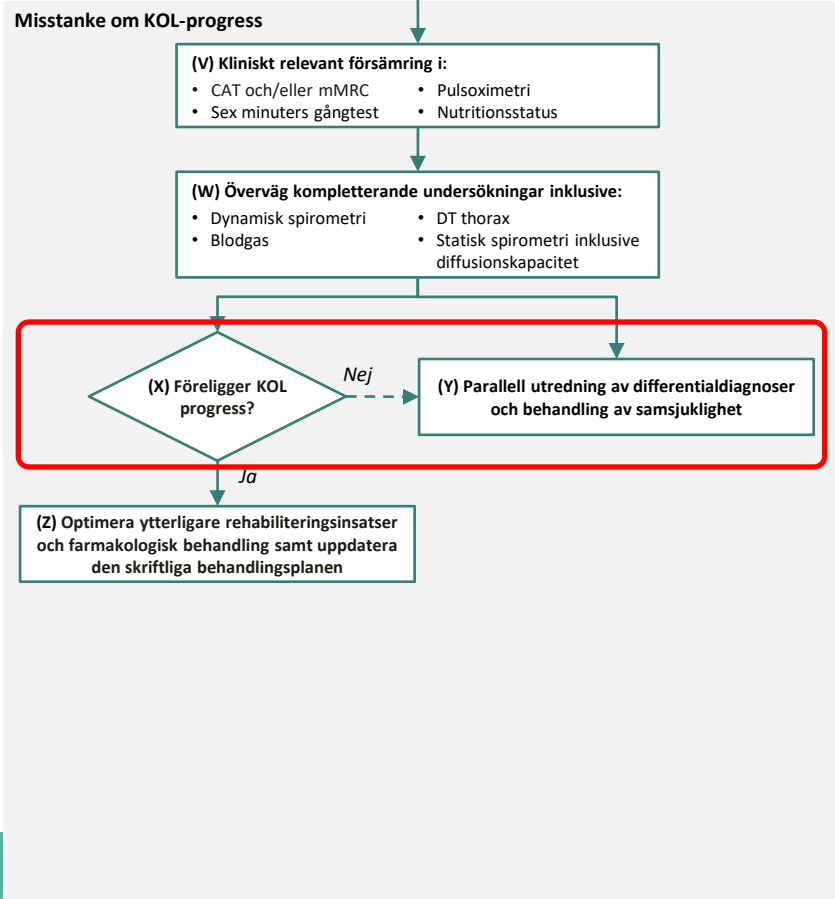 Misstanke om KOL-progress
(V) Kliniskt relevant försämring i:
• CAT och/eller mMRC
• Sex minuters gångtest
• Pulsoximetri
• Nutritionsstatus
(W) Överväg kompletterande undersökningar inklusive:
• Dynamisk spirometri
• Blodgas
• DT thorax
• Statisk spirometri inklusive
diffusionskapacitet
(X) Föreligger KOL
progress?
Nej
(Y) Parallell utredning av differentialdiagnoser
och behandling av samsjuklighet
Ja
(Z) Optimera ytterligare rehabiliteringsinsatser
och farmakologisk behandling samt uppdatera
den skriftliga behandlingsplanen